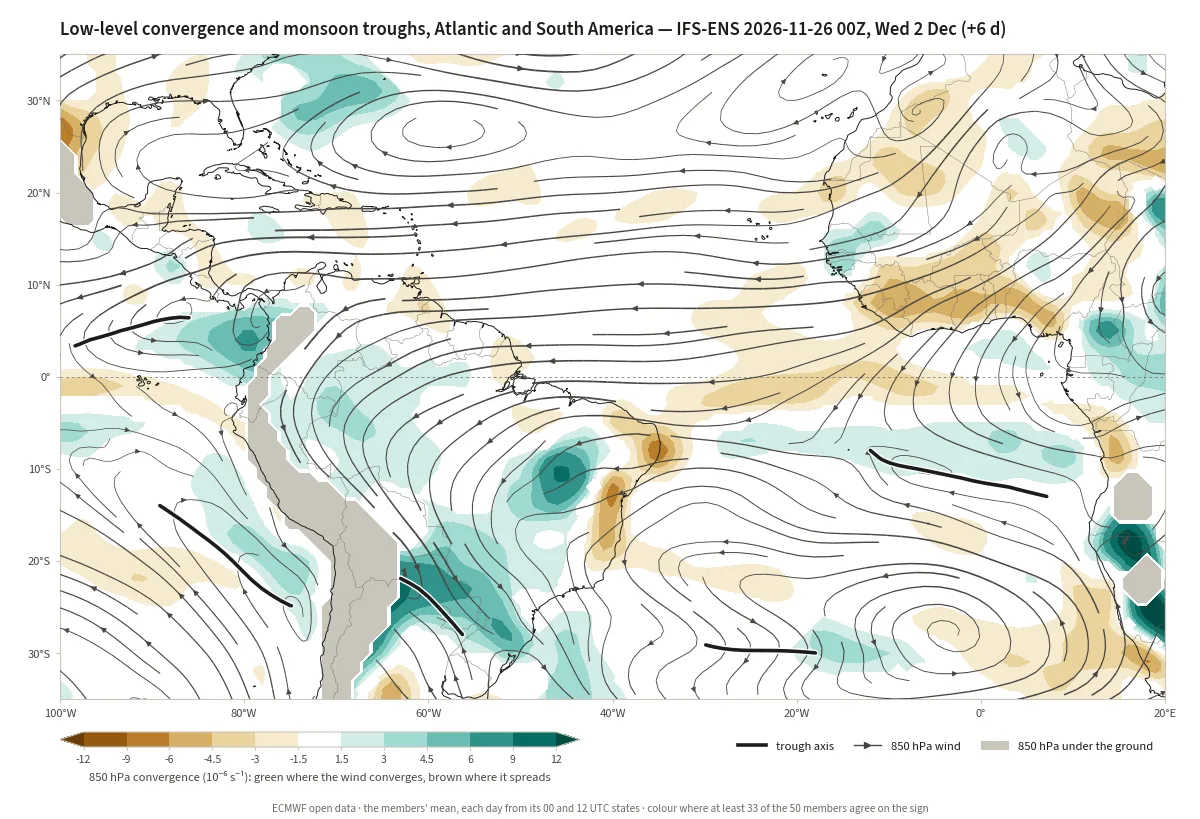 Low-level convergence and monsoon troughs, Atlantic and South America — IFS-ENS 2026-11-26 00Z, Wed 2 Dec (+6 d)
30°N
20°N
10°N
0°
10°S
20°S
30°S
100°W 80°W 60°W 40°W 20°W 0° 20°E
-12 -9 -6 -4.5 -3 -1.5 1.5 3 4.5 6 9 12
850 hPa convergence (10⁻⁶ s⁻¹): green where the wind converges, brown where it spreads
trough axis 850 hPa wind 850 hPa under the ground
ECMWF open data · the members' mean, each day from its 00 and 12 UTC states · colour where at least 33 of the 50 members agree on the sign